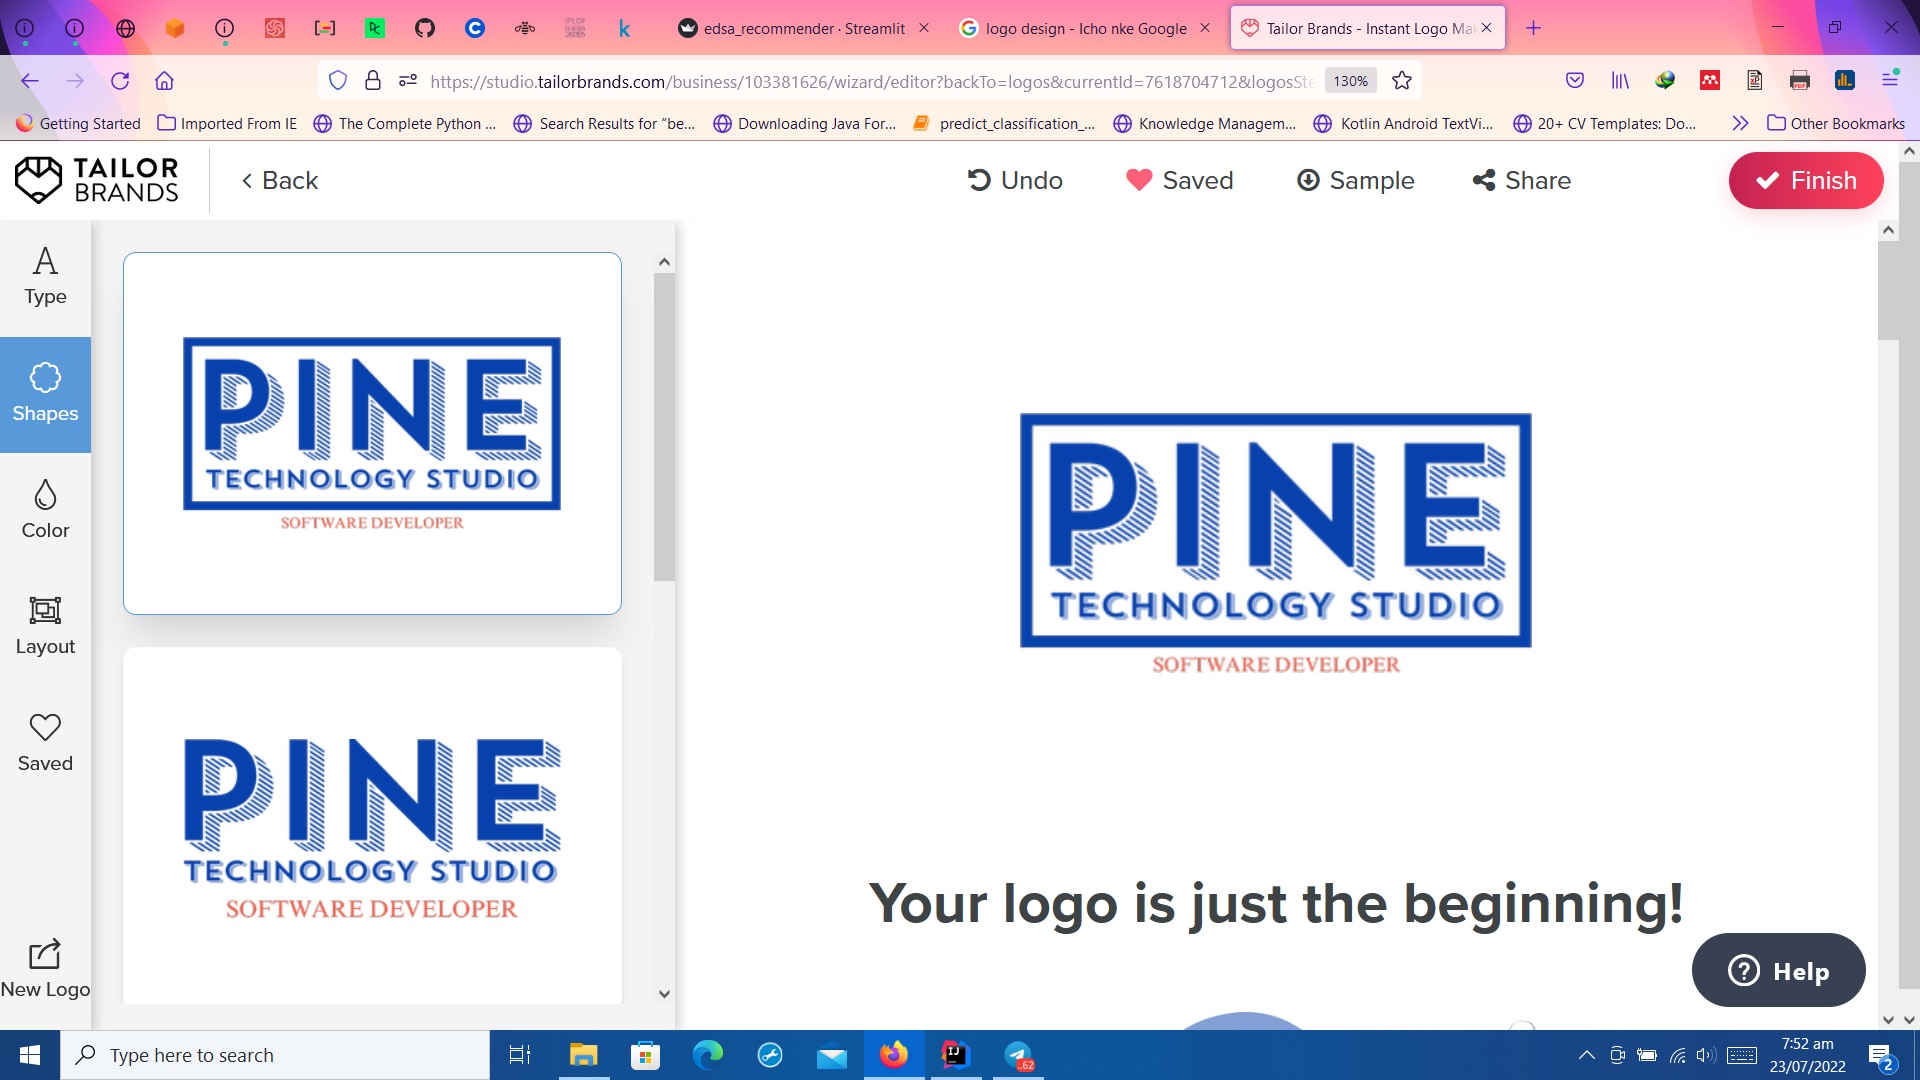 edsa_recommender · Streamlit
logo design - Icho nke Google
Tailor Brands - Instant Logo Mak
https://studio.tailorbrands.com/business/103381626/wizard/editor?backTo=logos&currentId=7618704712&logosSte
130%
Getting Started
Imported From IE
The Complete Python ...
Search Results for “be...
Downloading Java For...
predict_classification_...
Knowledge Managem...
Kotlin Android TextVi...
20+ CV Templates: Do...
Other Bookmarks
TAILOR
BRANDS
Back
Undo
Saved
Sample
Share
Finish
Type
Shapes
Color
Layout
Saved
New Logo
PINE
TECHNOLOGY STUDIO
SOFTWARE DEVELOPER
PINE
TECHNOLOGY STUDIO
SOFTWARE DEVELOPER
PINE
TECHNOLOGY STUDIO
SOFTWARE DEVELOPER
Your logo is just the beginning!
Help
Type here to search
7:52 am
23/07/2022
2